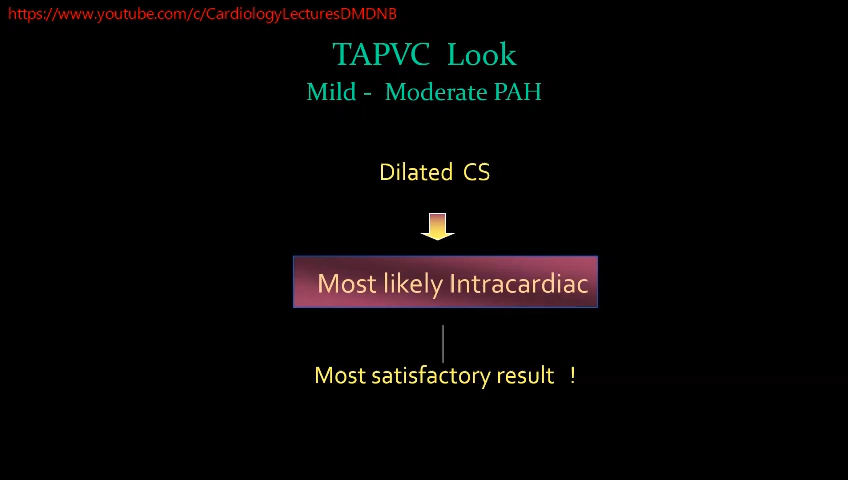 https://www.youtube.com/c/CardiologyLecturesDMDNB
TAPVC Look
Mild - Moderate PAH
Dilated CS
Most likely Intracardiac
Most satisfactory result !